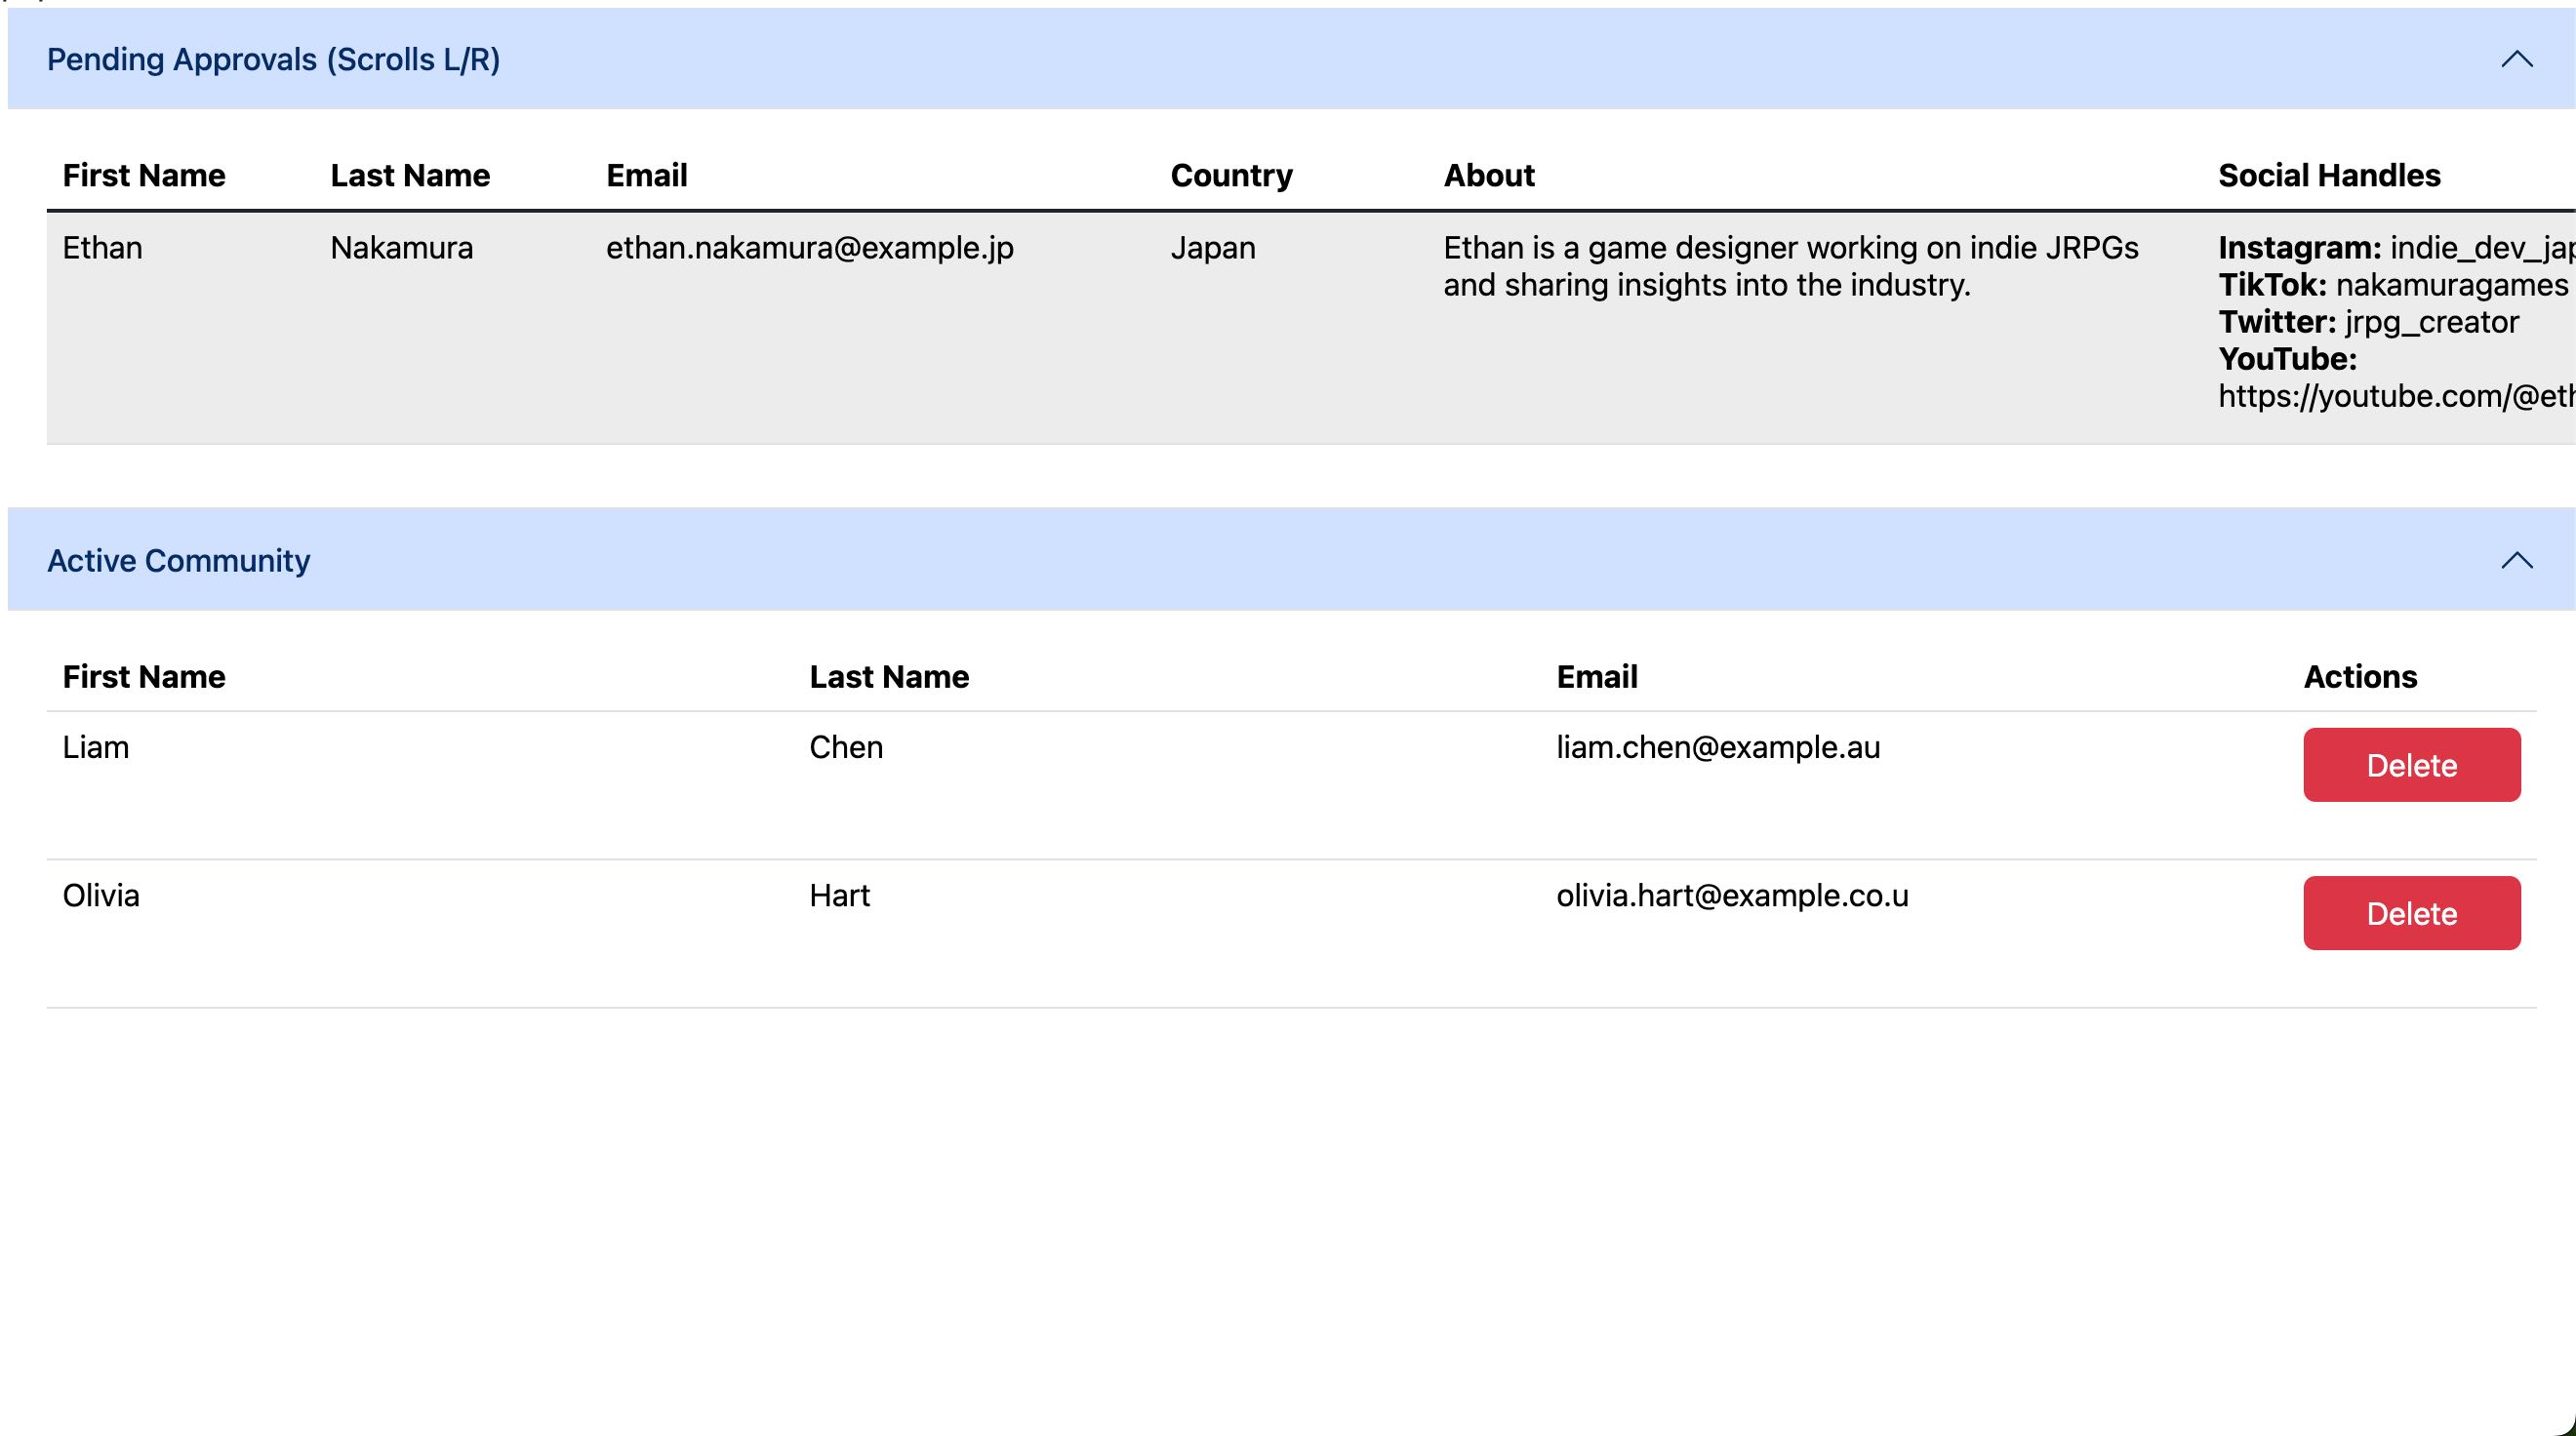 Pending Approvals (Scrolls L/R)
First Name Last Name Email Country About Social Handles
Ethan Nakamura ethan.nakamura@example.jp Japan Ethan is a game designer working on indie JRPGs
and sharing insights into the industry.
Instagram: indie_dev_jap
TikTok: nakamuragames
Twitter: jrpg_creator
YouTube:
https://youtube.com/@eth
Active Community
First Name Last Name Email Actions
Liam Chen liam.chen@example.au Delete
Olivia Hart olivia.hart@example.co.u Delete